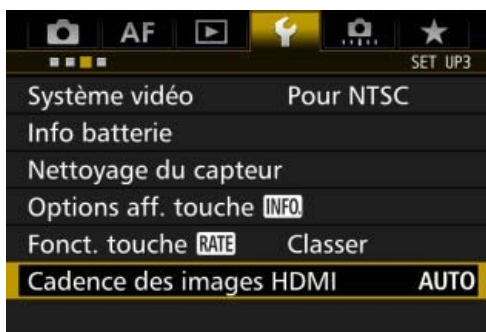 AF
SET UP3
Système vidéo Pour NTSC
Info batterie
Nettoyage du capteur
Options aff. touche INFO.
Fonct. touche RATE Classer
Cadence des images HDMI AUTO